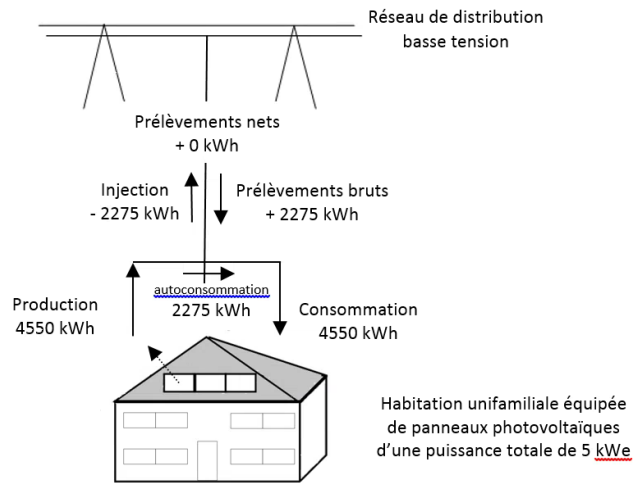 Réseau de distribution
basse tension
Prélèvements nets
+ 0 kWh
Injection
- 2275 kWh
Prélèvements bruts
+ 2275 kWh
autoconsommation
2275 kWh
Production
4550 kWh
Consommation
4550 kWh
Habitation unifamiliale équipée
de panneaux photovoltaïques
d’une puissance totale de 5 kWe